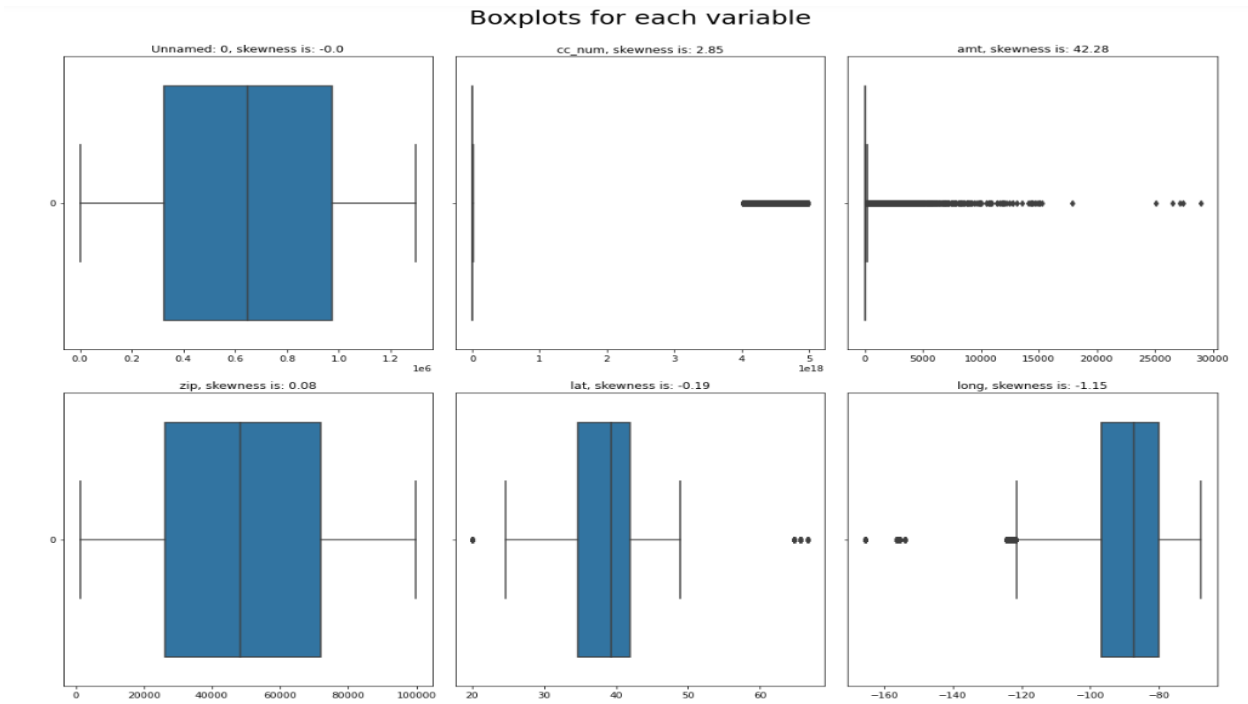 Boxplots for each variable
Unnamed: 0, skewness is: -0.0
cc_num, skewness is: 2.85
amt, skewness is: 42.28
0
0.0 0.2 0.4 0.6 0.8 1.0 1.2
1e6
0 1 2 3 4 5
1e18
0 5000 10000 15000 20000 25000 30000
zip, skewness is: 0.08
lat, skewness is: -0.19
long, skewness is: -1.15
0
0 20000 40000 60000 80000 100000
20 30 40 50 60
−160 −140 −120 −100 −80